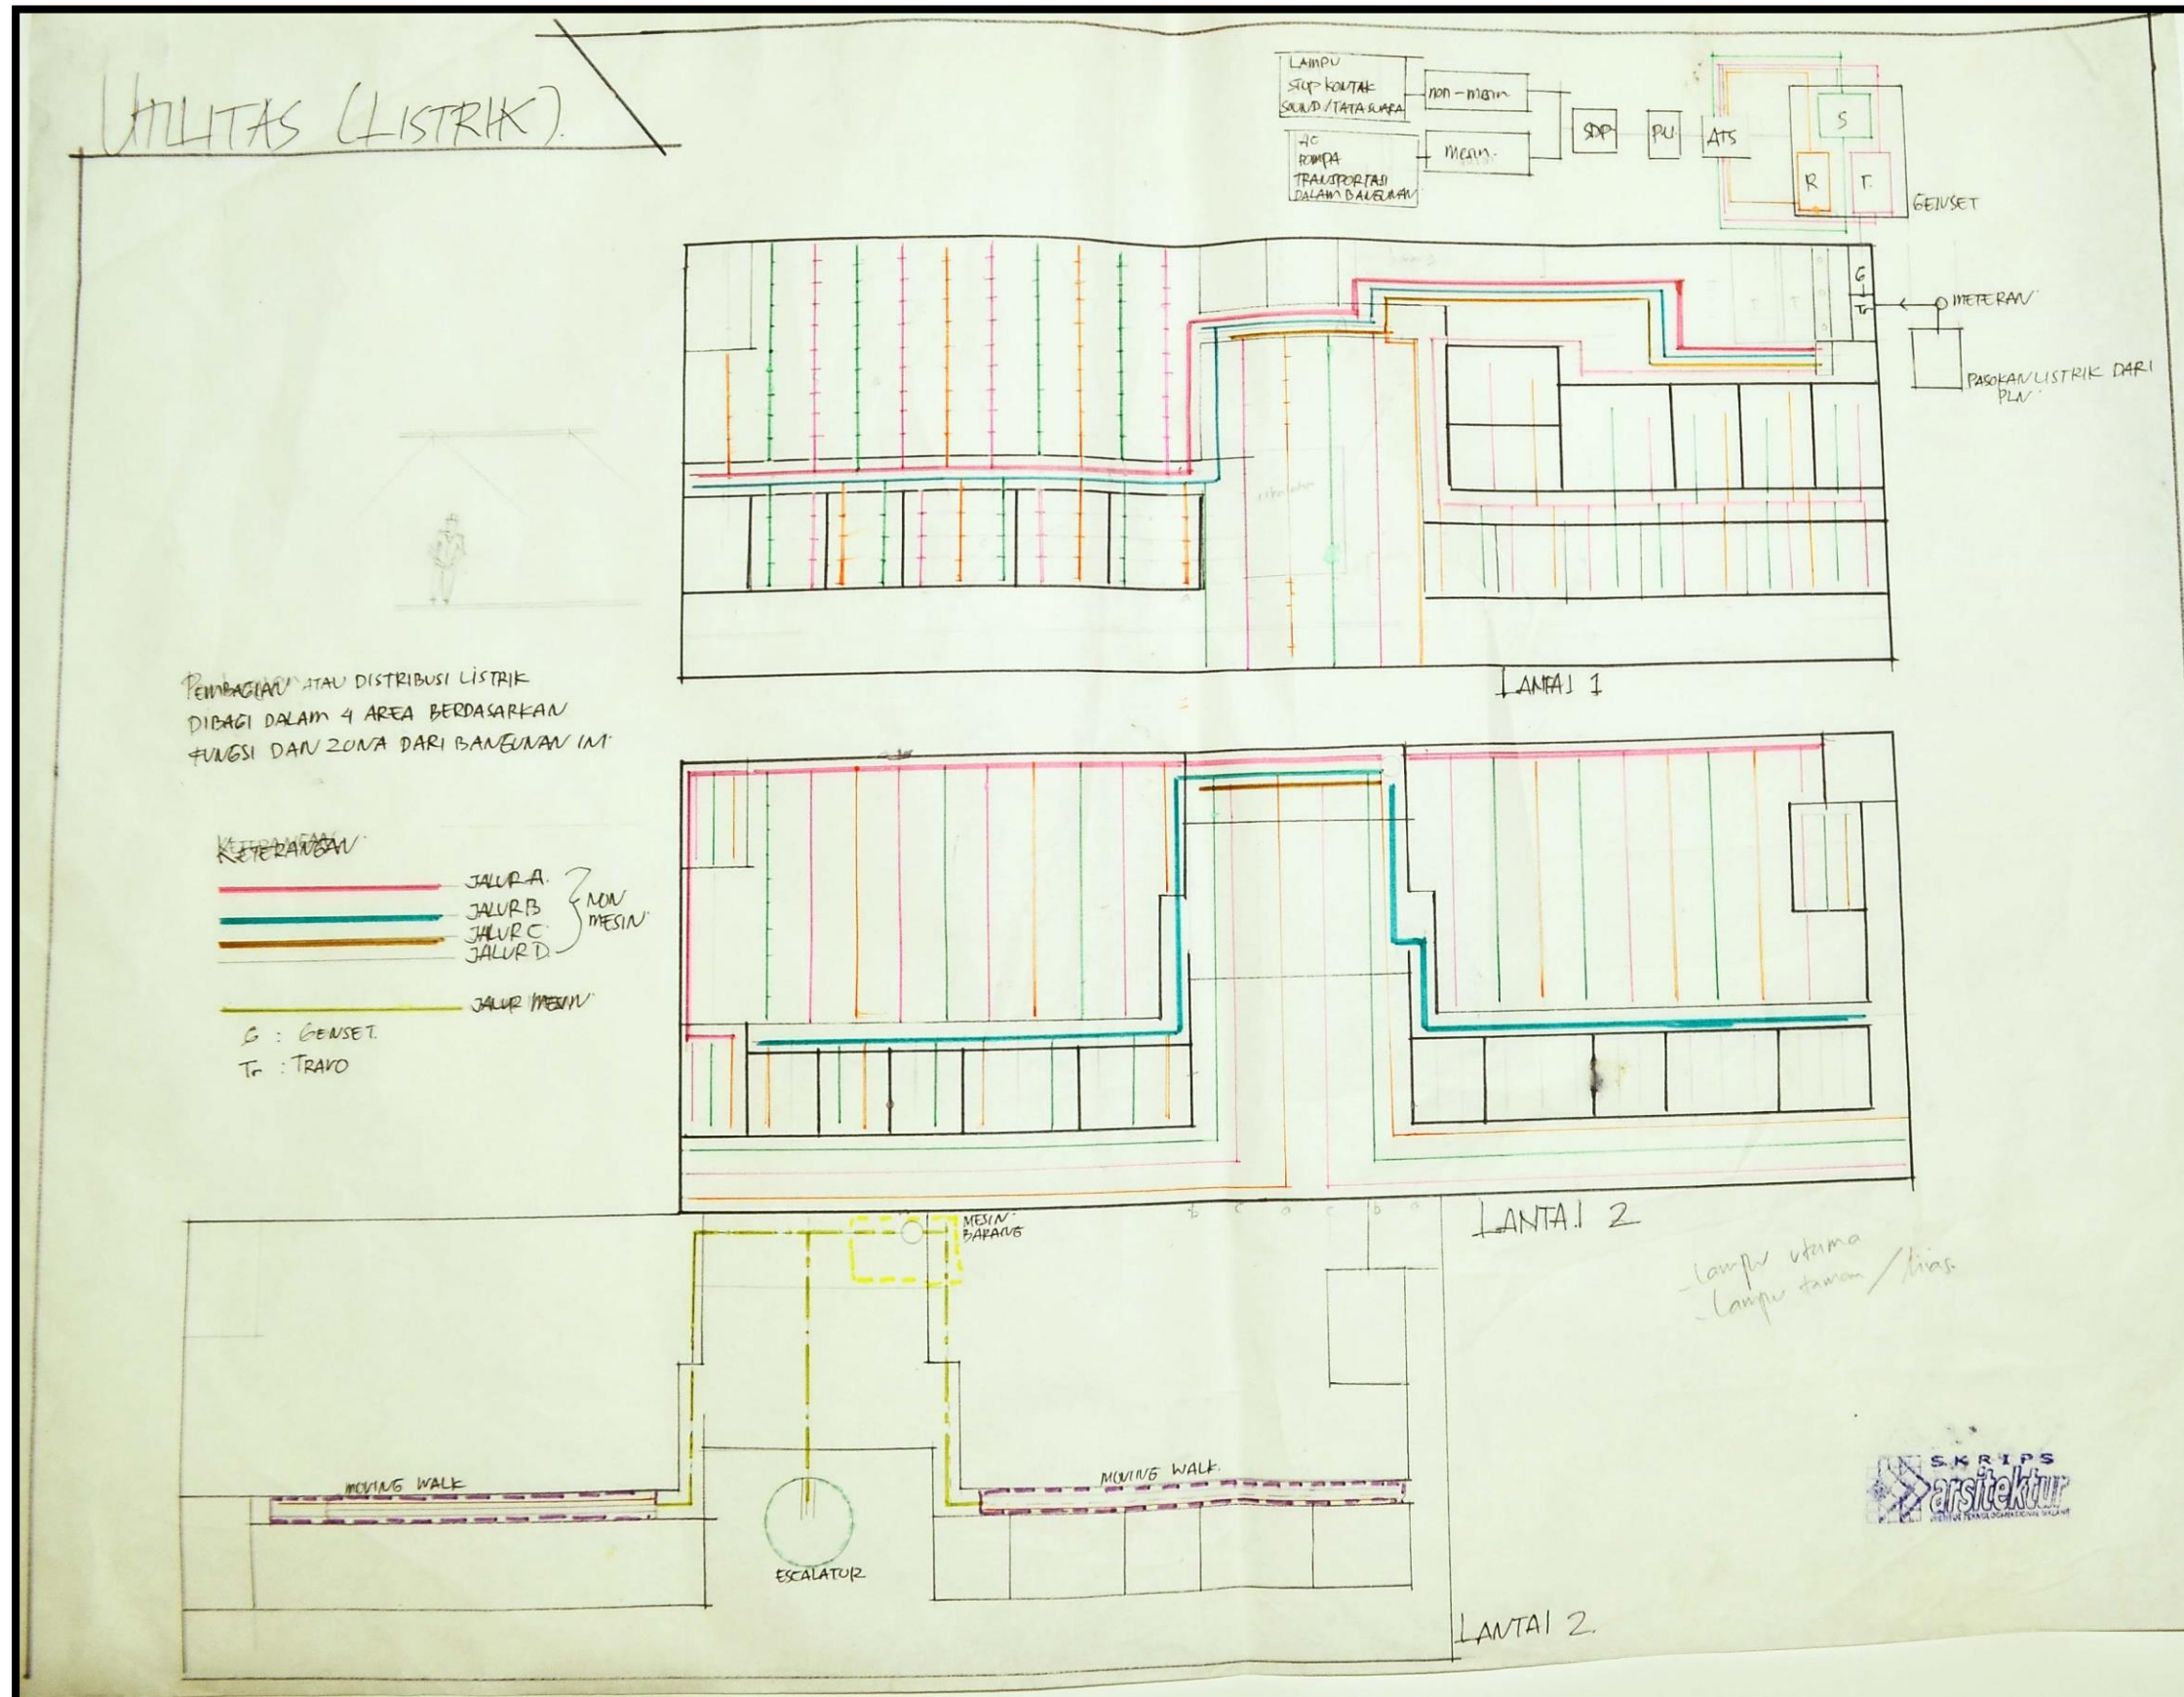 UTILITAS (LISTRIK).
LAMPU
STOP KONTAK
SOUND/TATA SUARA
non-mesin
AC
POMPA
TRANSPORTASI
DALAM BANGUNAN
mesin.
SDP
PU
ATS
S
R
T.
GENSET
G
Tr
METERAN
PASOKAN LISTRIK DARI
PLN
LANTAI 1
PEMBAGIAN ATAU DISTRIBUSI LISTRIK
DIBAGI DALAM 4 AREA BERDASARKAN
FUNGSI DAN ZONA DARI BANGUNAN INI.
KETERANGAN
JALUR A.
JALUR B
JALUR C.
JALUR D.
NON
MESIN
JALUR MESIN
G : GENSET.
Tr : TRAVO
LANTAI 2
MESIN
BARANG
- lampu utama
- lampu taman / hias.
MOVING WALK
MOVING WALK.
ESCALATOR
LANTAI 2.
SKRIPS
arsitektur